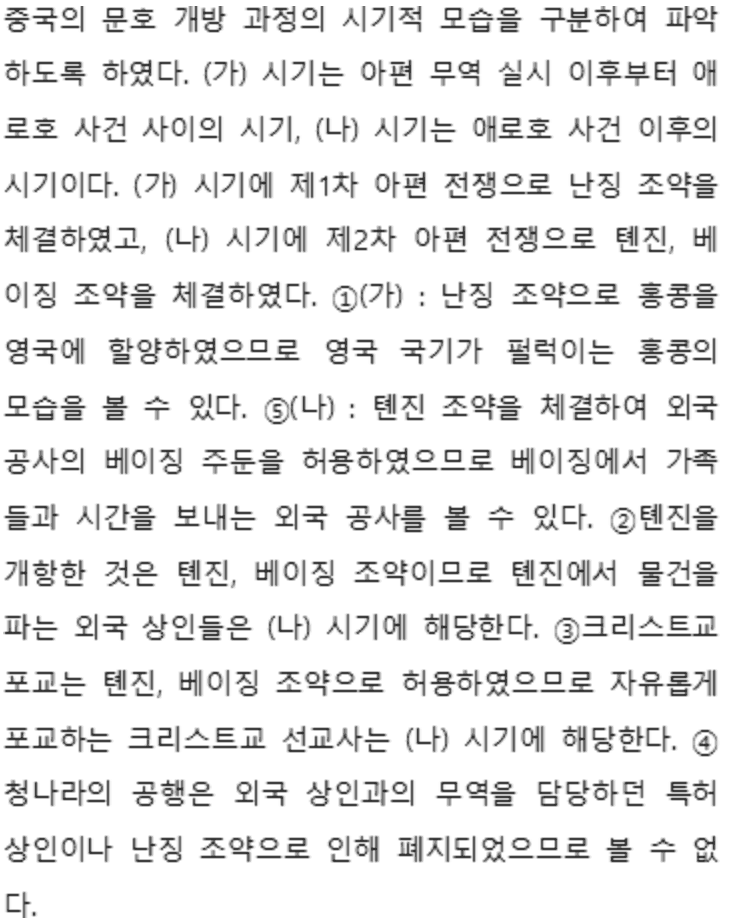 중국의 문호 개방 과정의 시기적 모습을 구분하여 파악
하도록 하였다. (가) 시기는 아편 무역 실시 이후부터 애
로호 사건 사이의 시기, (나) 시기는 애로호 사건 이후의
시기이다. (가) 시기에 제1차 아편 전쟁으로 난징 조약을
체결하였고, (나) 시기에 제2차 아편 전쟁으로 톈진, 베
이징 조약을 체결하였다. ①(가) : 난징 조약으로 홍콩을
영국에 할양하였으므로 영국 국기가 펄럭이는 홍콩의
모습을 볼 수 있다. ⑤(나) : 톈진 조약을 체결하여 외국
공사의 베이징 주둔을 허용하였으므로 베이징에서 가족
들과 시간을 보내는 외국 공사를 볼 수 있다. ②톈진을
개항한 것은 톈진, 베이징 조약이므로 톈진에서 물건을
파는 외국 상인들은 (나) 시기에 해당한다. ③크리스트교
포교는 톈진, 베이징 조약으로 허용하였으므로 자유롭게
포교하는 크리스트교 선교사는 (나) 시기에 해당한다. ④
청나라의 공행은 외국 상인과의 무역을 담당하던 특허
상인이나 난징 조약으로 인해 폐지되었으므로 볼 수 없
다.